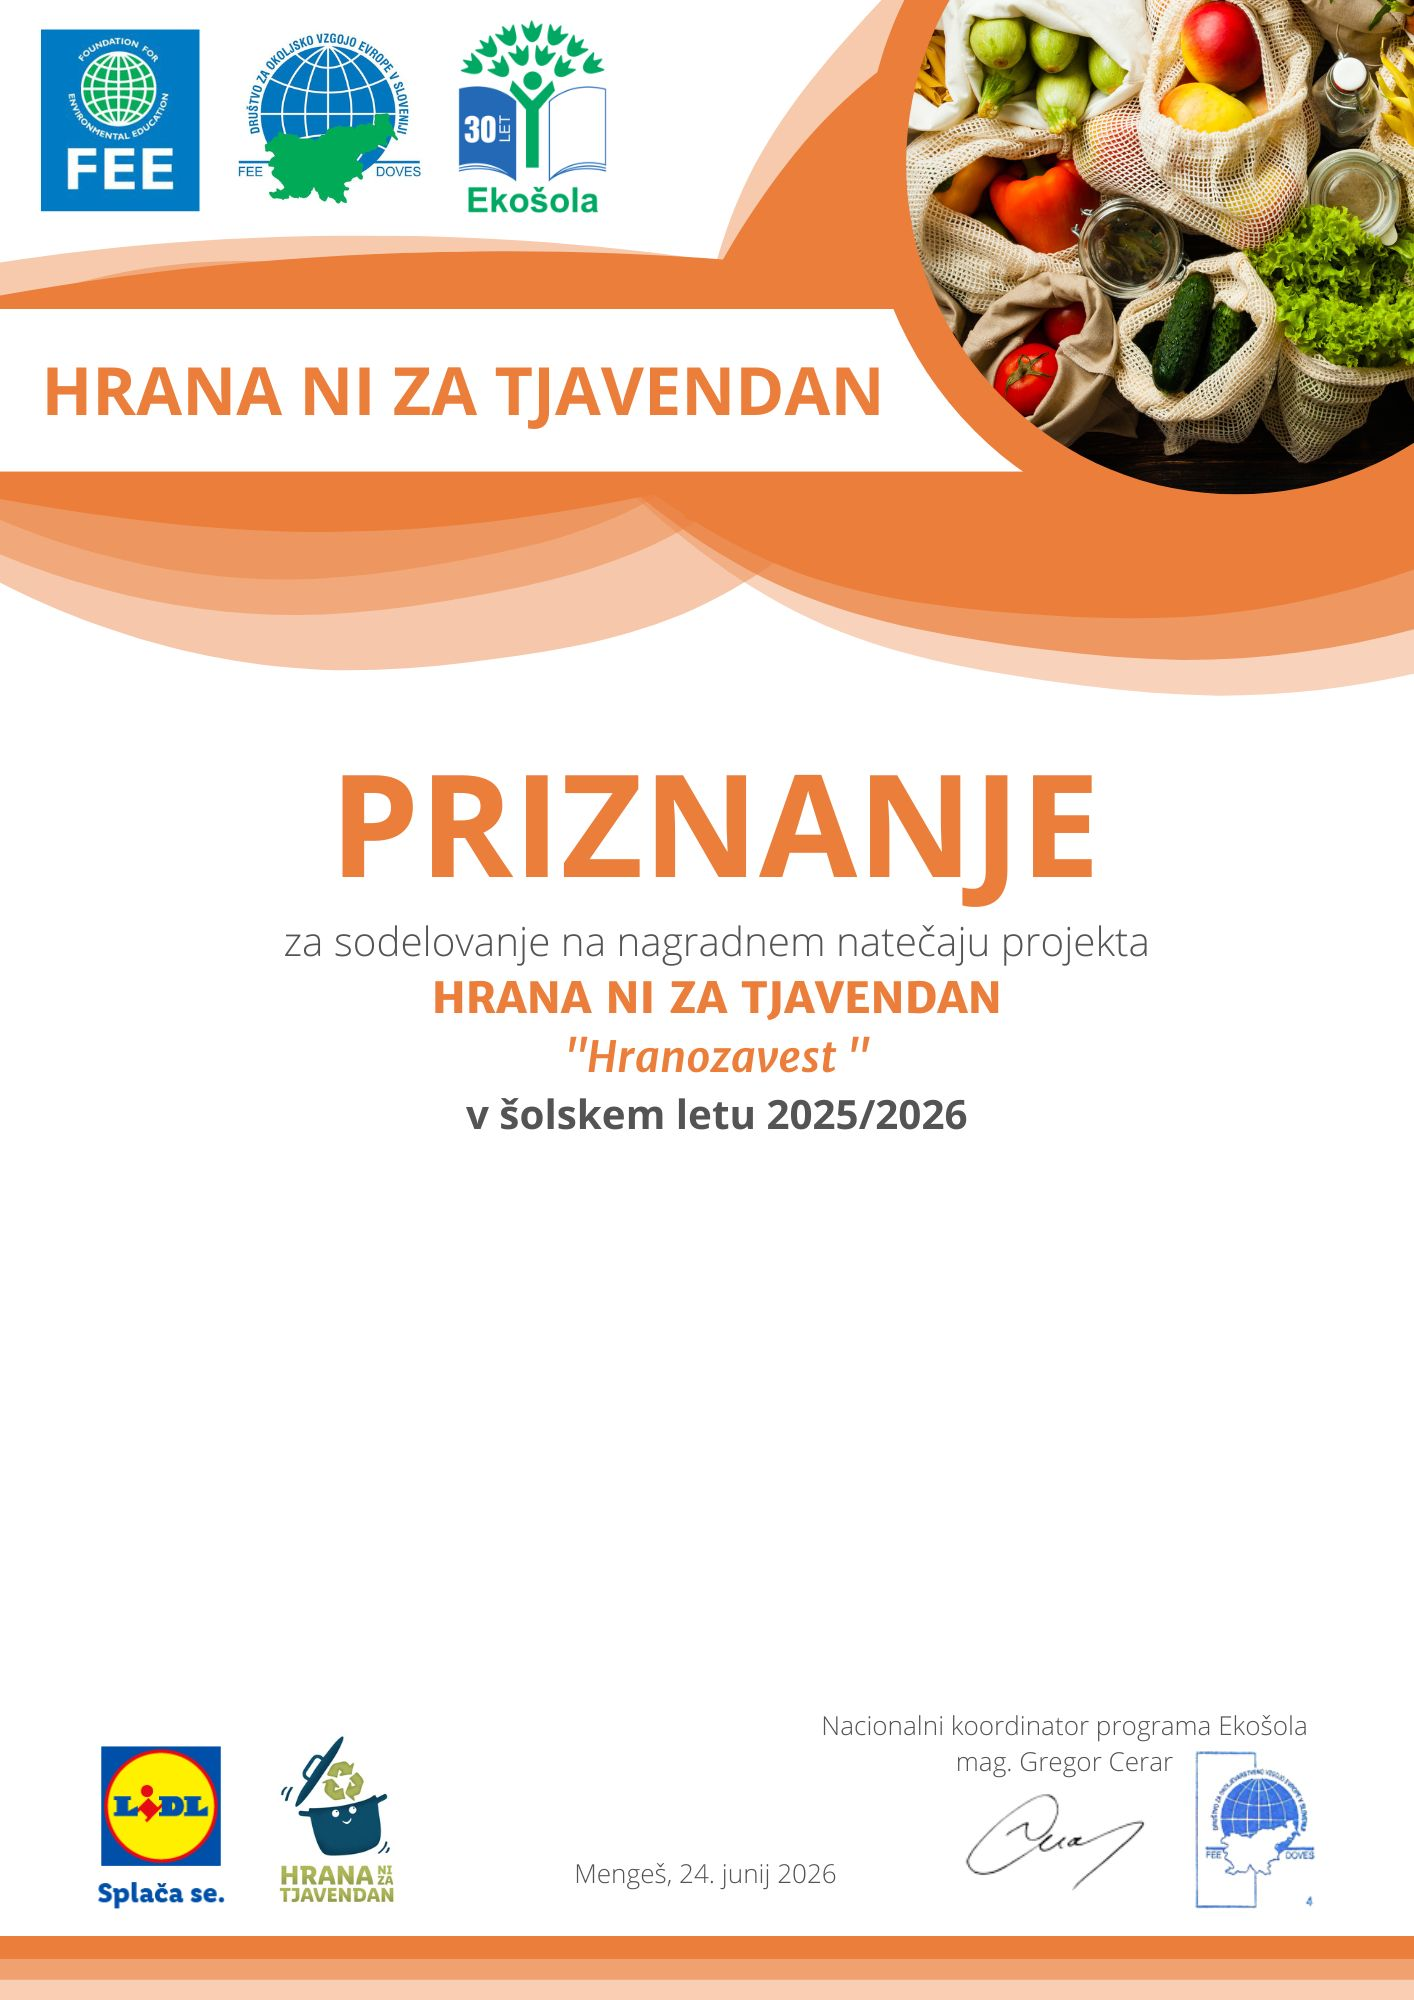 FOUNDATION FOR
ENVIRONMENTAL EDUCATION
FEE
DRUŠTVO ZA OKOLJSKO VZGOJO EVROPE V SLOVENIJI
FEE DOVES
30 LET
Ekošola
HRANA NI ZA TJAVENDAN
PRIZNANJE
za sodelovanje na nagradnem natečaju projekta
HRANA NI ZA TJAVENDAN
"Hranozavest "
v šolskem letu 2025/2026
Nacionalni koordinator programa Ekošola
mag. Gregor Cerar
FEE DOVES
4
LIDL
Splača se.
HRANA NI ZA
TJAVENDAN
Mengeš, 24. junij 2026